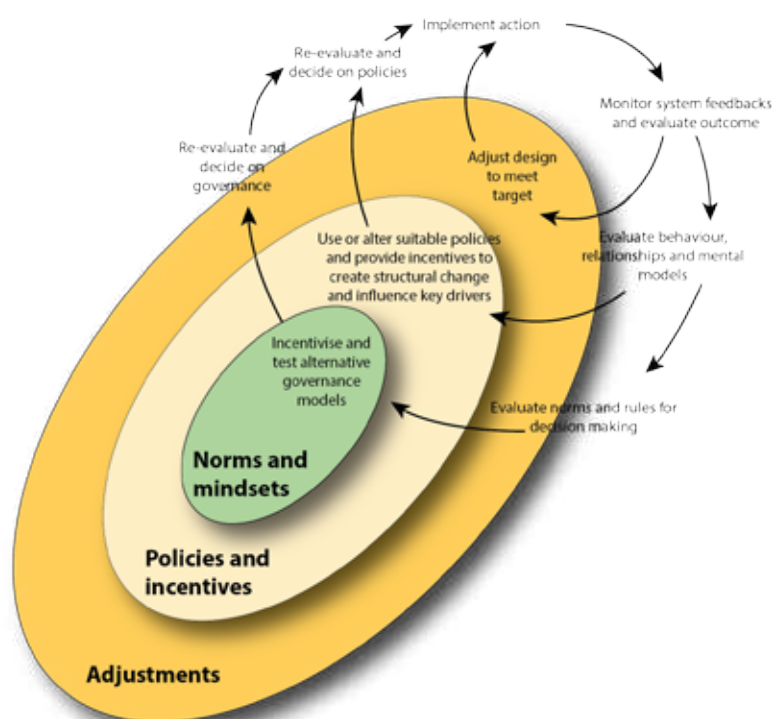 Implement action
Re-evaluate and
decide on policies
Monitor system feedbacks
and evaluate outcome
Re-evaluate and
decide on
governance
Adjust design
to meet
target
Use or alter suitable policies
and provide incentives to
create structural change
and influence key drivers
Evaluate behaviour,
relationships and mental
models
Incentivise and
test alternative
governance
models
Evaluate norms and rules for
decision making
Norms and
mindsets
Policies and
incentives
Adjustments